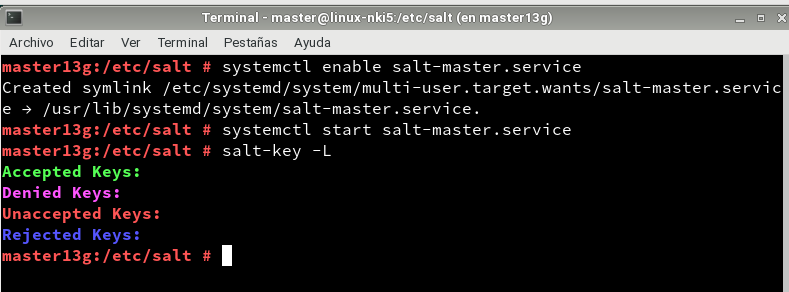 Terminal - master@linux-nki5:/etc/salt (en master13g)
Archivo Editar Ver Terminal Pestañas Ayuda
master13g:/etc/salt # systemctl enable salt-master.service
Created symlink /etc/systemd/system/multi-user.target.wants/salt-master.servic
e → /usr/lib/systemd/system/salt-master.service.
master13g:/etc/salt # systemctl start salt-master.service
master13g:/etc/salt # salt-key -L
Accepted Keys:
Denied Keys:
Unaccepted Keys:
Rejected Keys:
master13g:/etc/salt #